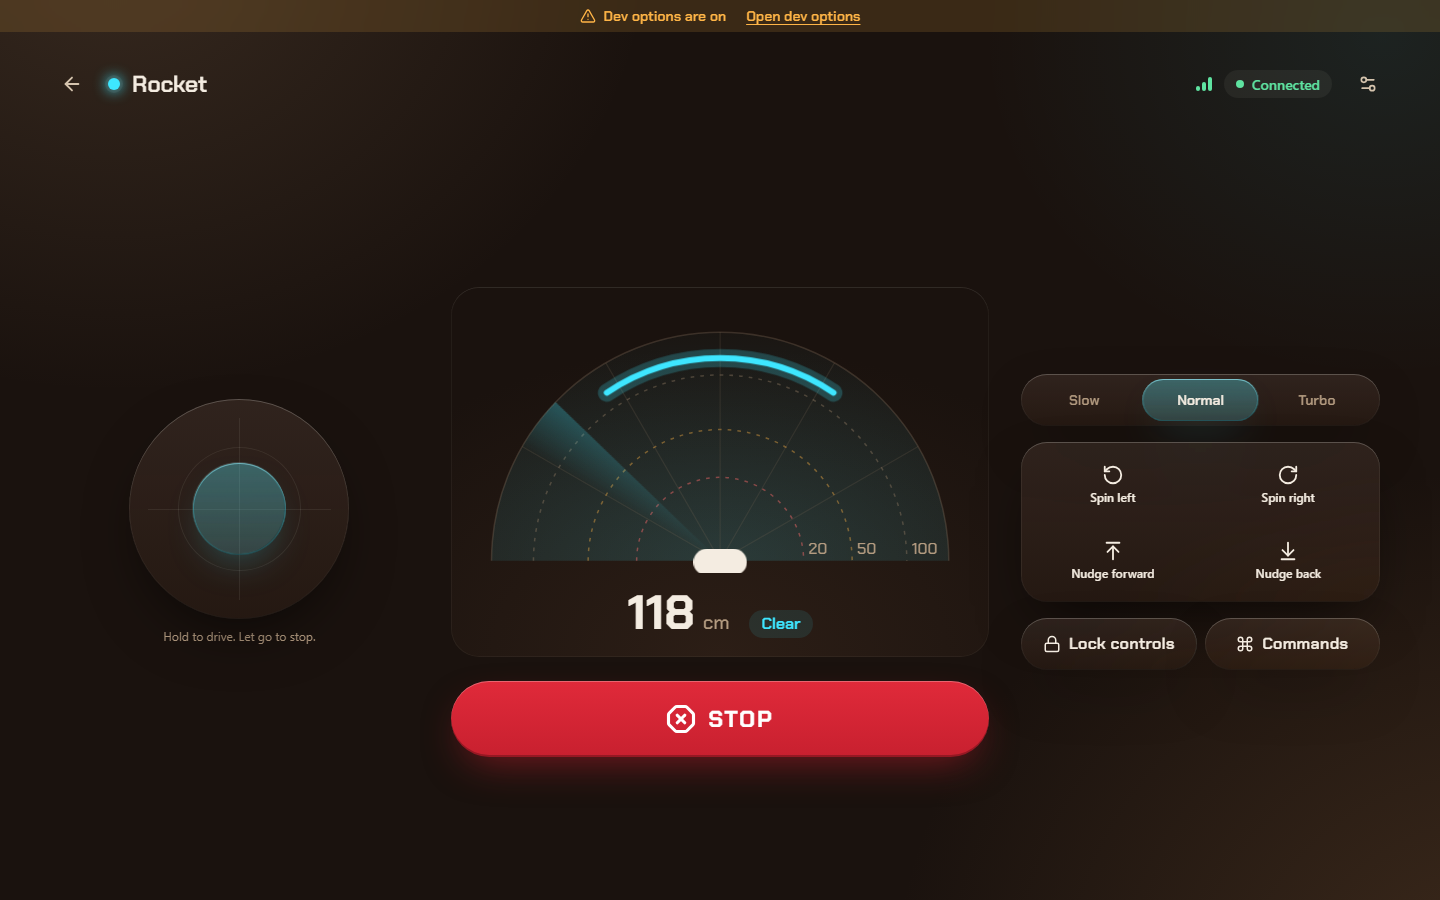 Dev options are on Open dev options
Rocket
Connected
20 50 100
118 cm Clear
Hold to drive. Let go to stop.
STOP
Slow Normal Turbo
Spin left Spin right
Nudge forward Nudge back
Lock controls Commands